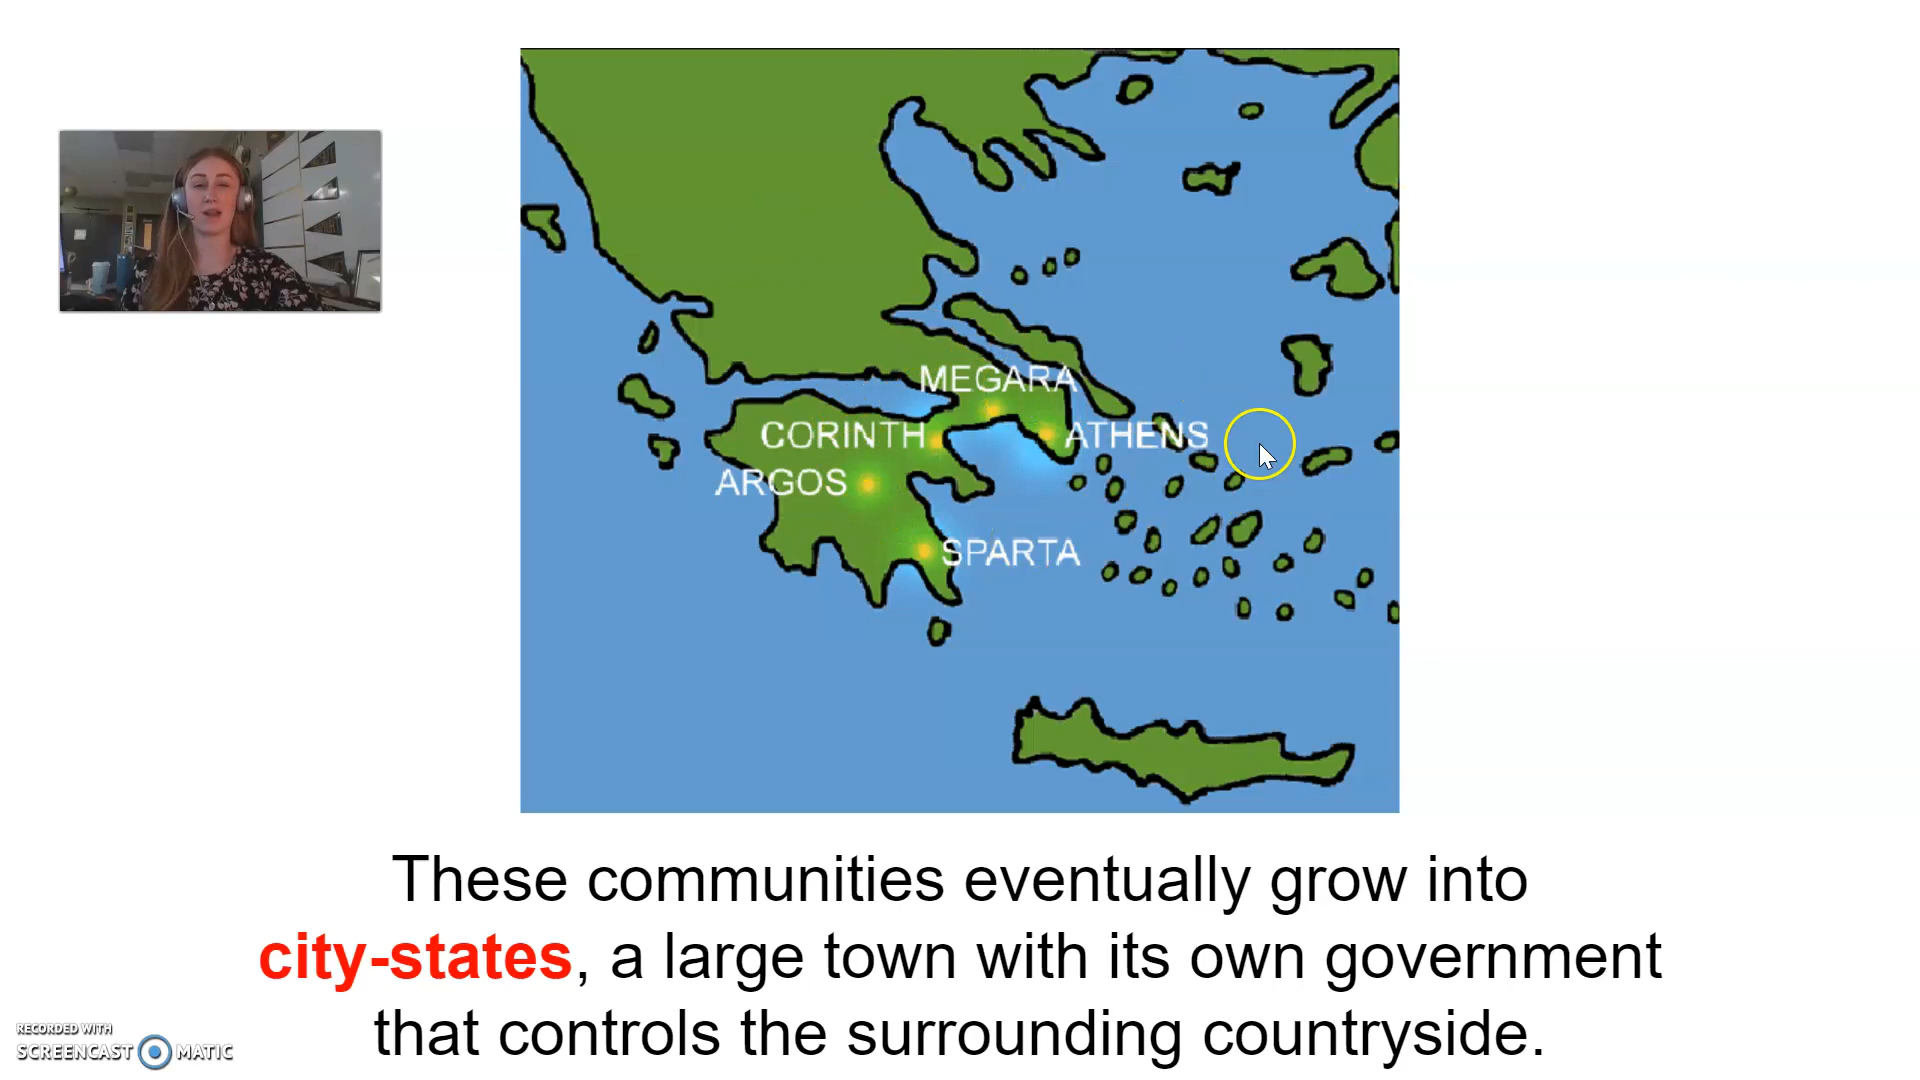 MEGARA
CORINTH
ATHENS
ARGOS
SPARTA
These communities eventually grow into
city-states, a large town with its own government
that controls the surrounding countryside.
RECORDED WITH
SCREENCAST MATIC